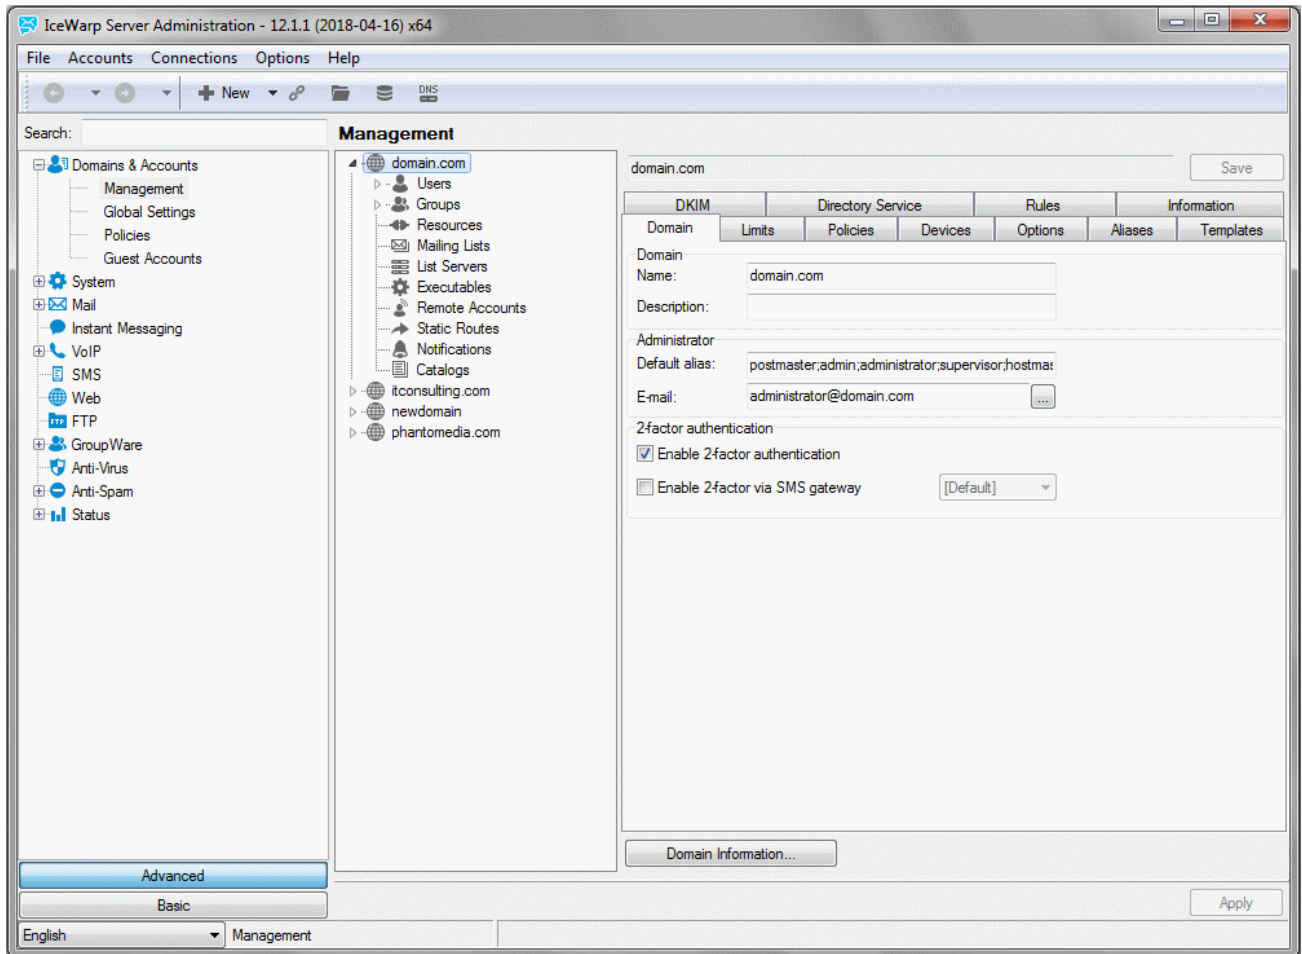 IceWarp Server Administration - 12.1.1 (2018-04-16) x64
File Accounts Connections Options Help
New DNS
Search:
Management
Domains & Accounts
Management
Global Settings
Policies
Guest Accounts
System
Mail
Instant Messaging
VoIP
SMS
Web
FTP FTP
GroupWare
Anti-Virus
Anti-Spam
Status
domain.com
Users
Groups
Resources
Mailing Lists
List Servers
Executables
Remote Accounts
Static Routes
Notifications
Catalogs
itconsulting.com
newdomain
phantomedia.com
domain.com Save
DKIM Directory Service Rules Information
Domain Limits Policies Devices Options Aliases Templates
Domain
Name: domain.com
Description:
Administrator
Default alias: postmaster;admin;administrator;supervisor;hostmas
E-mail: administrator@domain.com ...
2-factor authentication
Enable 2-factor authentication
Enable 2-factor via SMS gateway [Default]
Domain Information...
Advanced
Basic
Apply
English Management